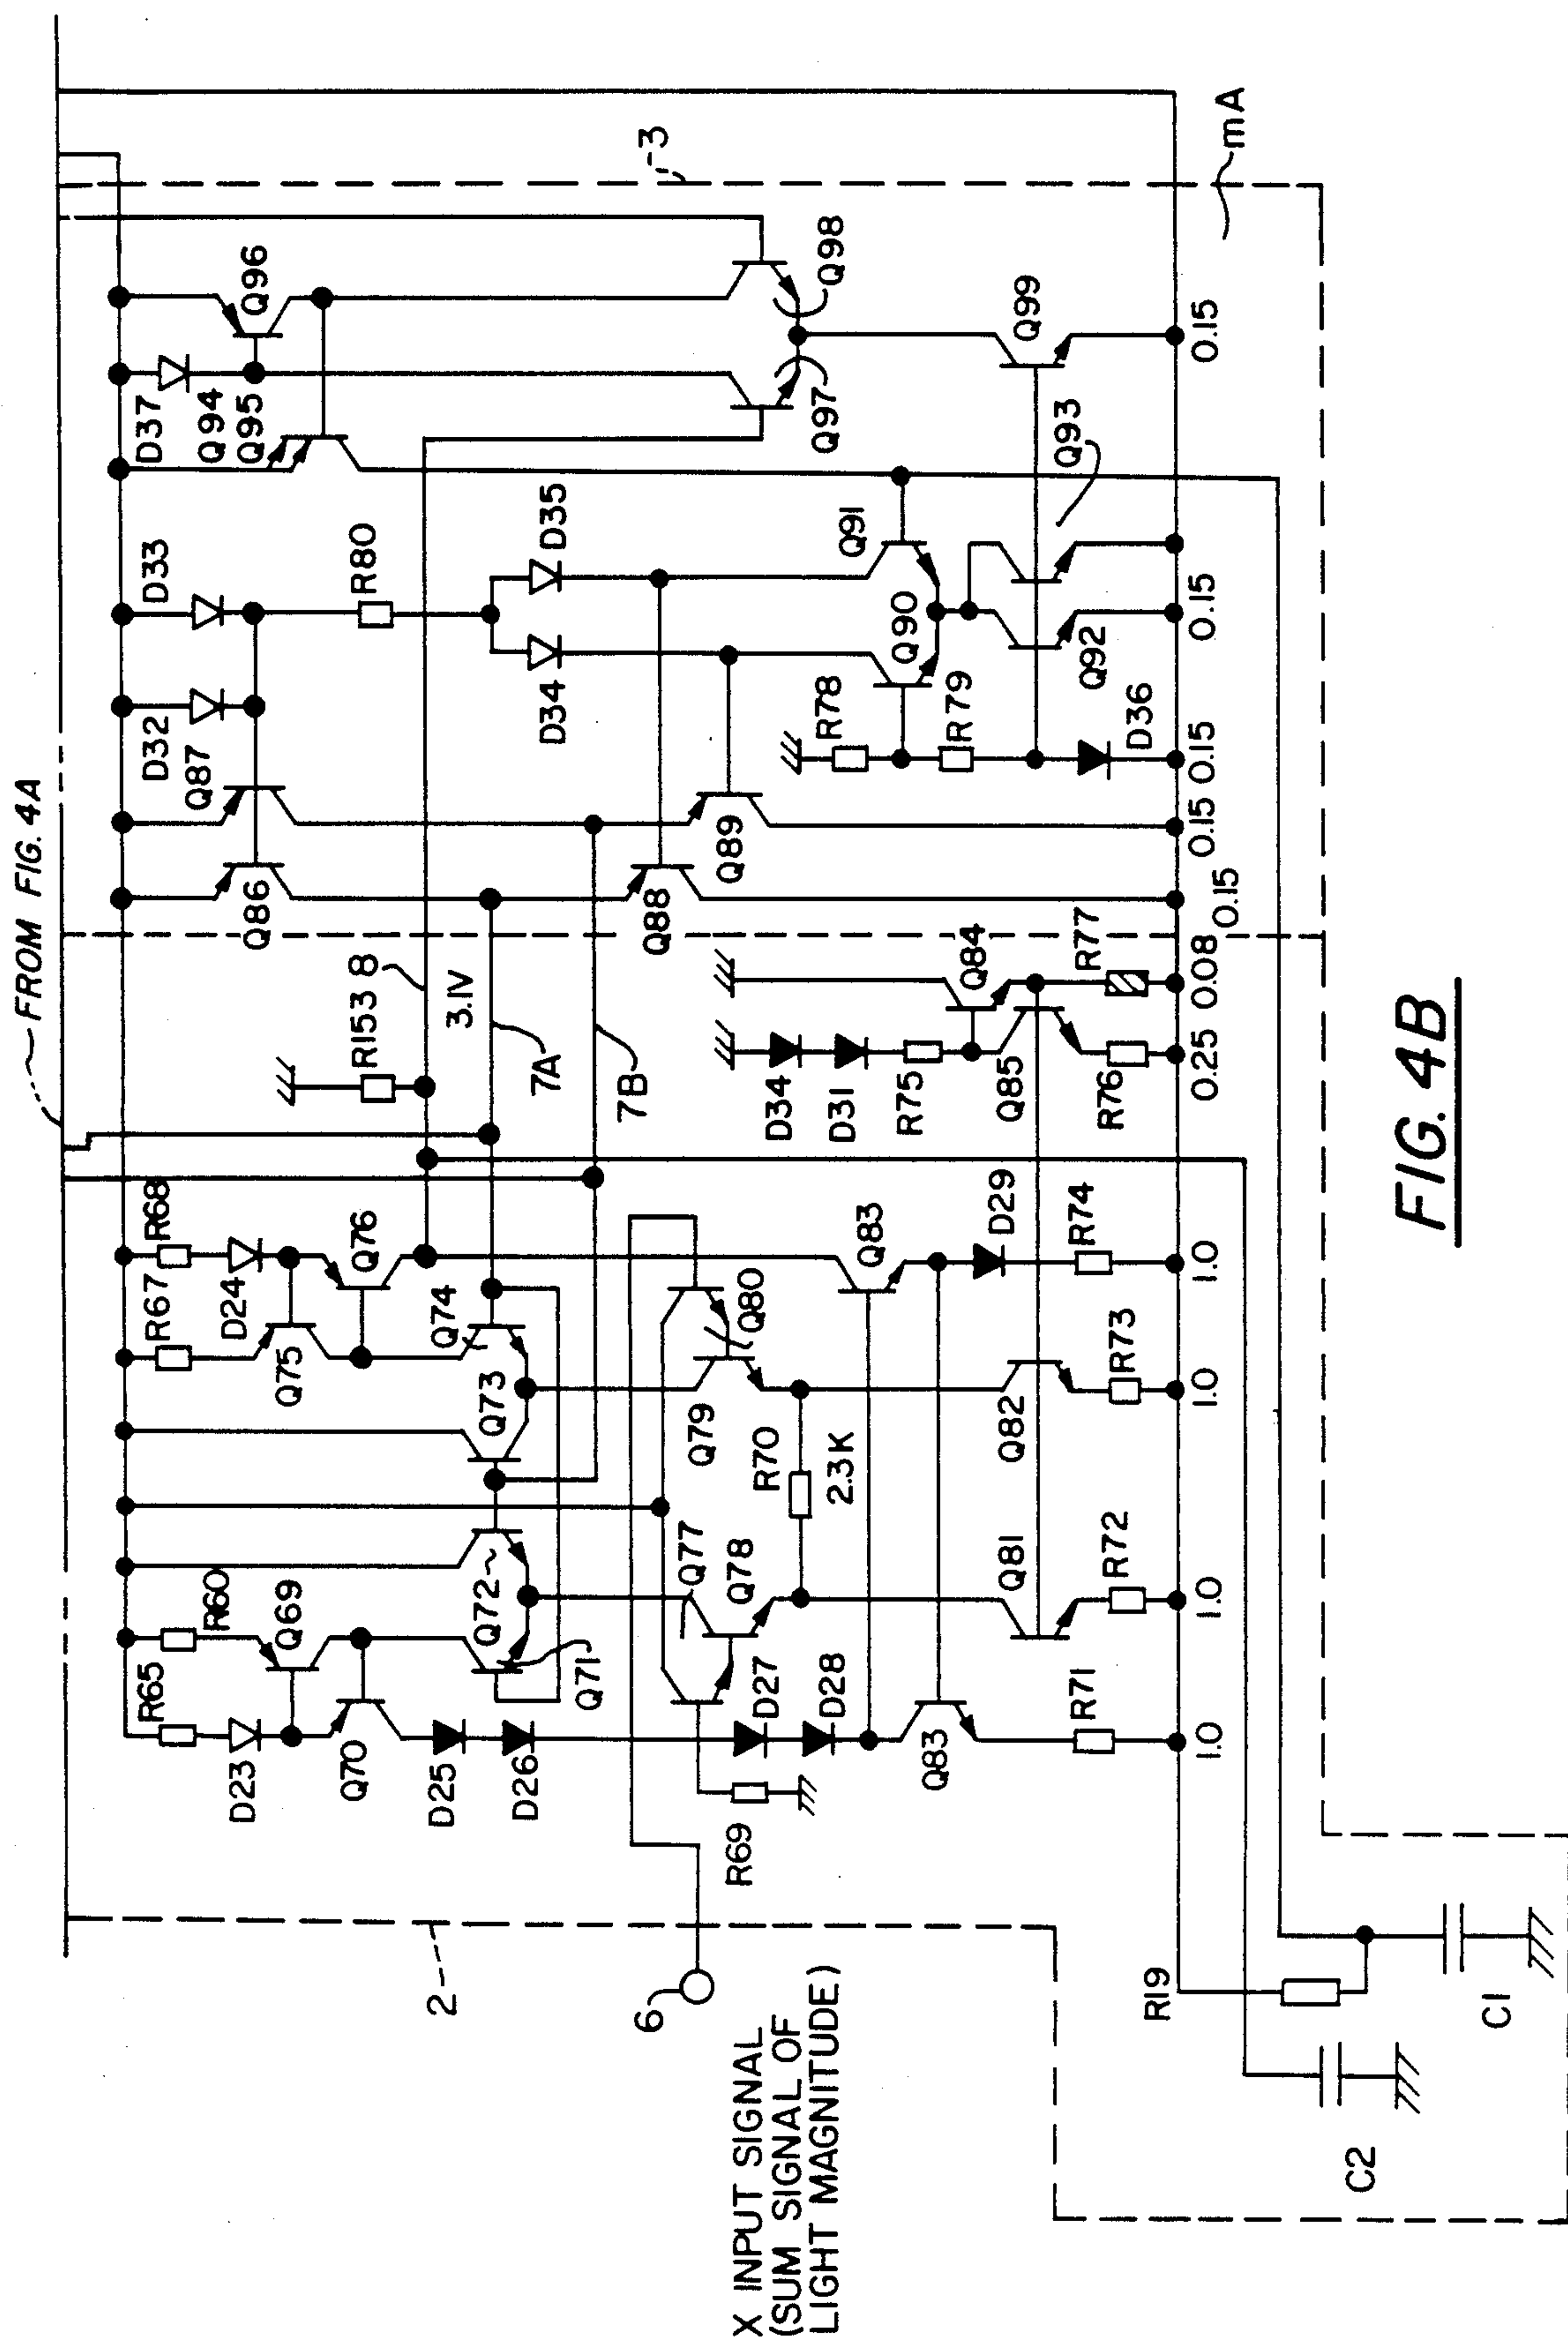 FROM FIG. 4A
D37
Q96
Q94
Q95
3
D33
D32
Q87
Q86
R80
D35
D34
Q98
Q97
Q91
Q90
R78
R79
Q99
Q93
Q92
D36
Q89
Q88
mA
0.15
0.15
0.15
0.15
0.15
R153
8
3.1V
7A
7B
Q84
R77
D34
D31
R75
Q85
R76
0.08
0.25
R68
R67
D24
Q76
Q75
Q74
Q73
Q80
Q79
Q83
D29
R74
R70
2.3K
Q82
R73
1.0
1.0
R60
Q69
R65
D23
Q70
Q72
Q71
D25
D26
Q77
Q78
D27
D28
R69
Q81
R72
Q83
R71
1.0
1.0
2
6
X INPUT SIGNAL
(SUM SIGNAL OF
LIGHT MAGNITUDE)
R19
C1
C2
FIG. 4B